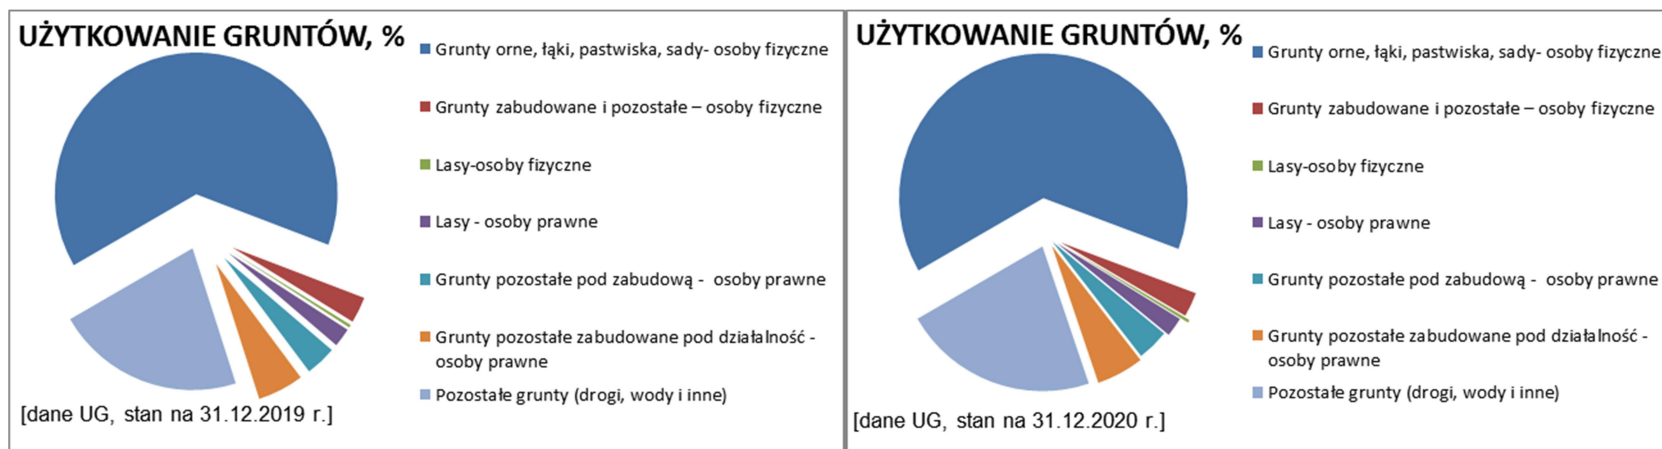 UŻYTKOWANIE GRUNTÓW, %
Grunty orne, łąki, pastwiska, sady- osoby fizyczne
Grunty zabudowane i pozostałe – osoby fizyczne
Lasy-osoby fizyczne
Lasy - osoby prawne
Grunty pozostałe pod zabudową - osoby prawne
Grunty pozostałe zabudowane pod działalność -
osoby prawne
Pozostałe grunty (drogi, wody i inne)
[dane UG, stan na 31.12.2019 r.]
UŻYTKOWANIE GRUNTÓW, %
Grunty orne, łąki, pastwiska, sady- osoby fizyczne
Grunty zabudowane i pozostałe – osoby fizyczne
Lasy-osoby fizyczne
Lasy - osoby prawne
Grunty pozostałe pod zabudową - osoby prawne
Grunty pozostałe zabudowane pod działalność -
osoby prawne
Pozostałe grunty (drogi, wody i inne)
[dane UG, stan na 31.12.2020 r.]